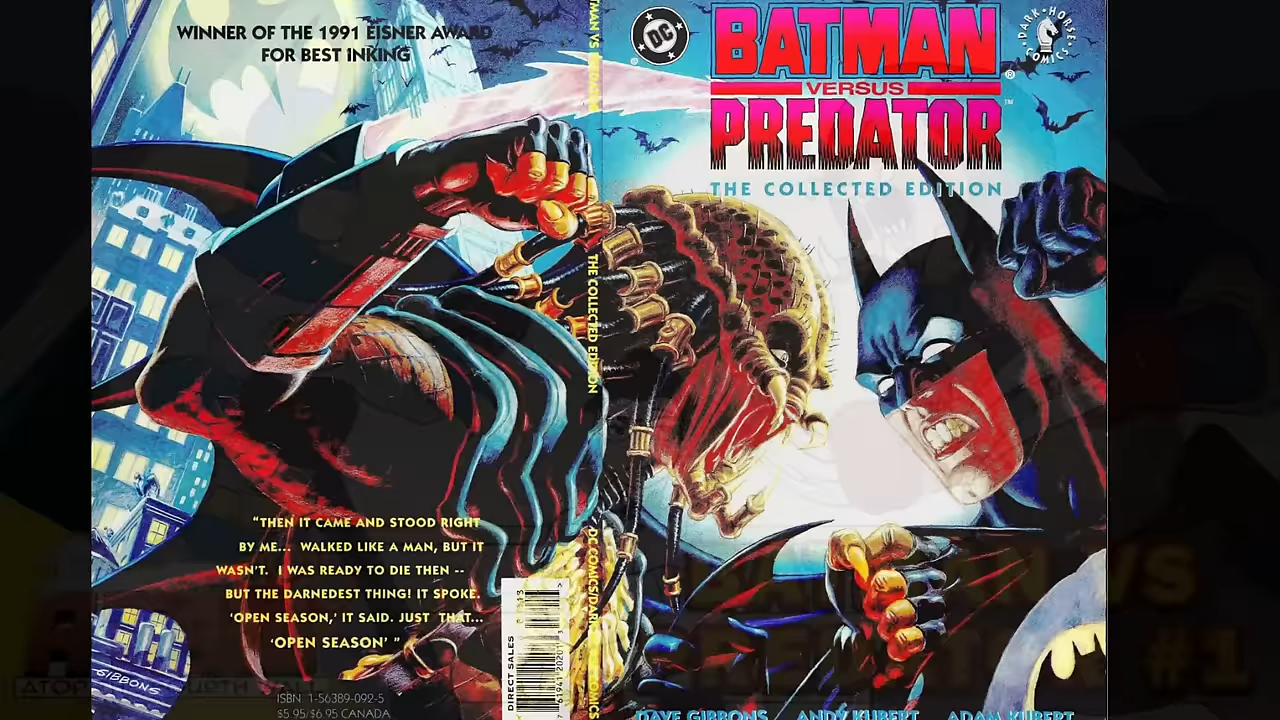 WINNER OF THE 1991 EISNER AWARD
FOR BEST INKING
"THEN IT CAME AND STOOD RIGHT
BY ME... WALKED LIKE A MAN, BUT IT
WASN'T. I WAS READY TO DIE THEN --
BUT THE DARNEDEST THING! IT SPOKE.
'OPEN SEASON,' IT SAID. JUST THAT...
'OPEN SEASON' "
GIBBONS
ISBN: 1-56389-092-5
$5.95/$6.95 CANADA
DIRECT SALES
THE COLLECTED EDITION
DC COMICS/DARK HORSE COMICS
DC
BATMAN
VERSUS
PREDATOR
THE COLLECTED EDITION
DARK HORSE
COMICS
DAVE GIBBONS ANDY KUBERT ADAM KUBERT
BATMAN VS
PREDATOR #1